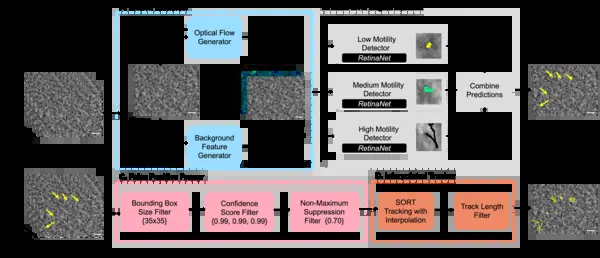 Optical Flow
Generator
Background
Feature
Generator
Low Motility
Detector
RetinaNet
Medium Motility
Detector
RetinaNet
High Motility
Detector
RetinaNet
Combine
Predictions
Bounding Box
Size Filter
{35x35}
Confidence
Score Filter
{0.99, 0.99, 0.99}
Non-Maximum
Suppression
Filter {0.70}
SORT
Tracking with
Interpolation
Track Length
Filter